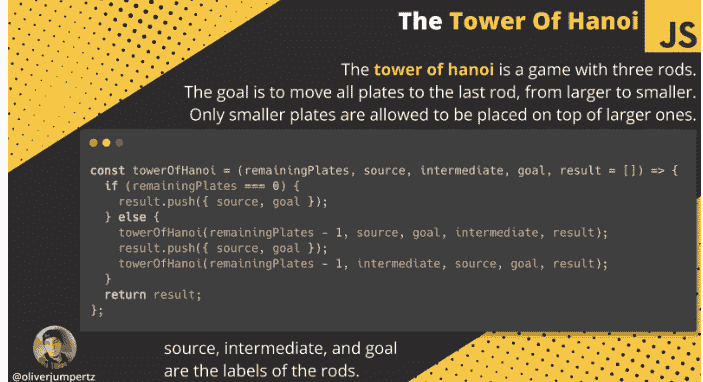 The Tower Of Hanoi
JS
The tower of hanoi is a game with three rods.
The goal is to move all plates to the last rod, from larger to smaller.
Only smaller plates are allowed to be placed on top of larger ones.
const towerOfHanoi = (remainingPlates, source, intermediate, goal, result = []) => {
  if (remainingPlates === 0) {
    result.push({ source, goal });
  } else {
    towerOfHanoi(remainingPlates - 1, source, goal, intermediate, result);
    result.push({ source, goal });
    towerOfHanoi(remainingPlates - 1, intermediate, source, goal, result);
  }
  return result;
};
source, intermediate, and goal
are the labels of the rods.
@oliverjumpertz